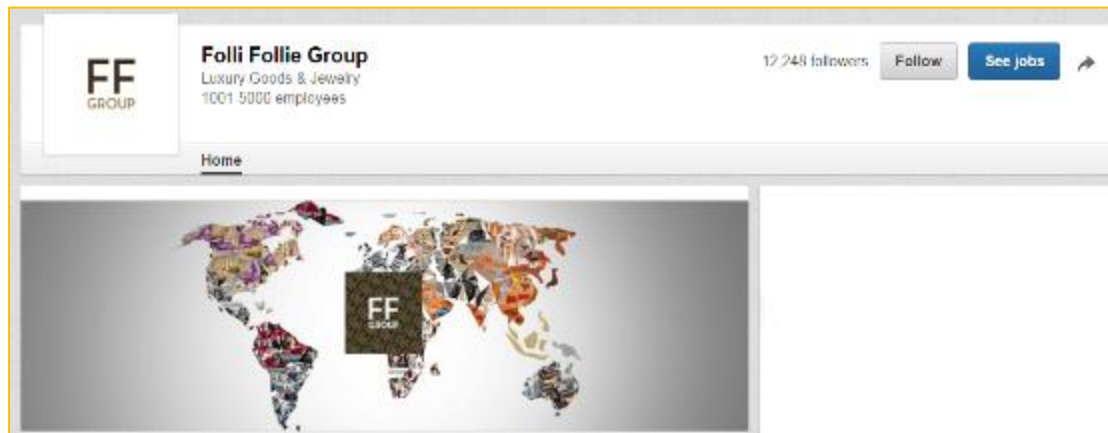 FF
GROUP
Folli Follie Group
Luxury Goods & Jewelry
1001-5000 employees
12,248 followers
Follow
See jobs
Home
FF
GROUP